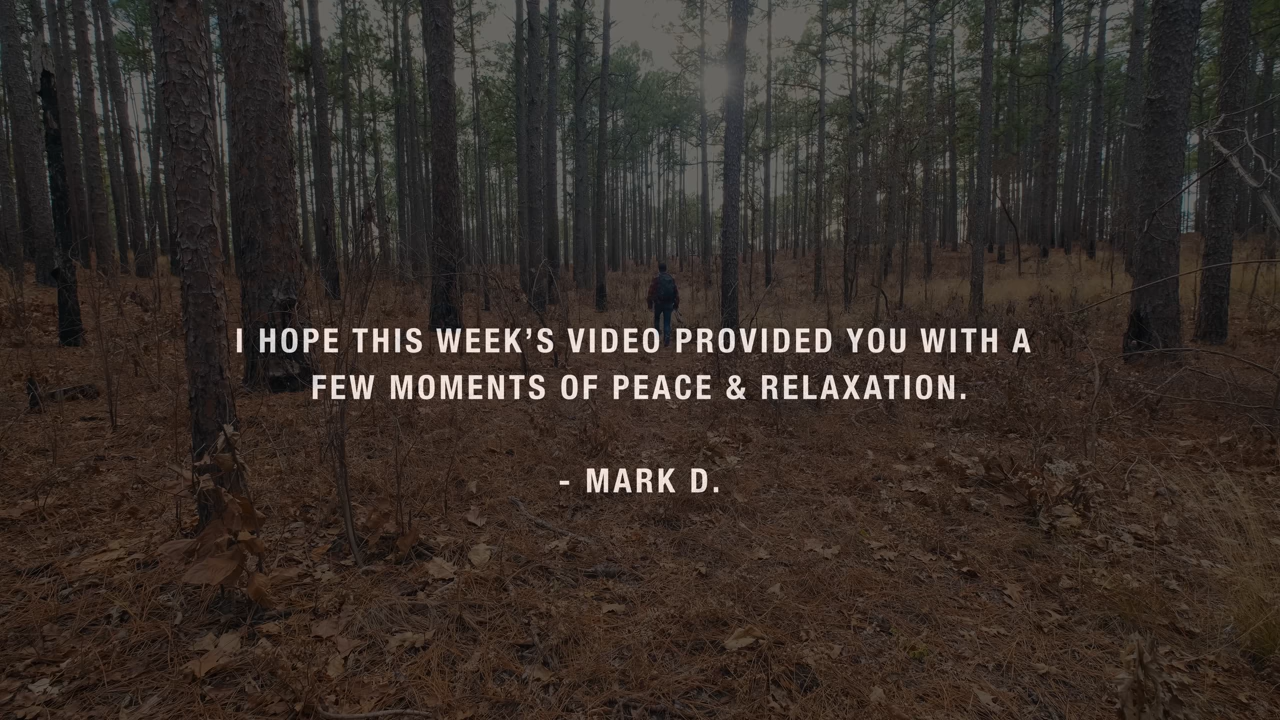 I HOPE THIS WEEK’S VIDEO PROVIDED YOU WITH A
FEW MOMENTS OF PEACE & RELAXATION.
- MARK D.